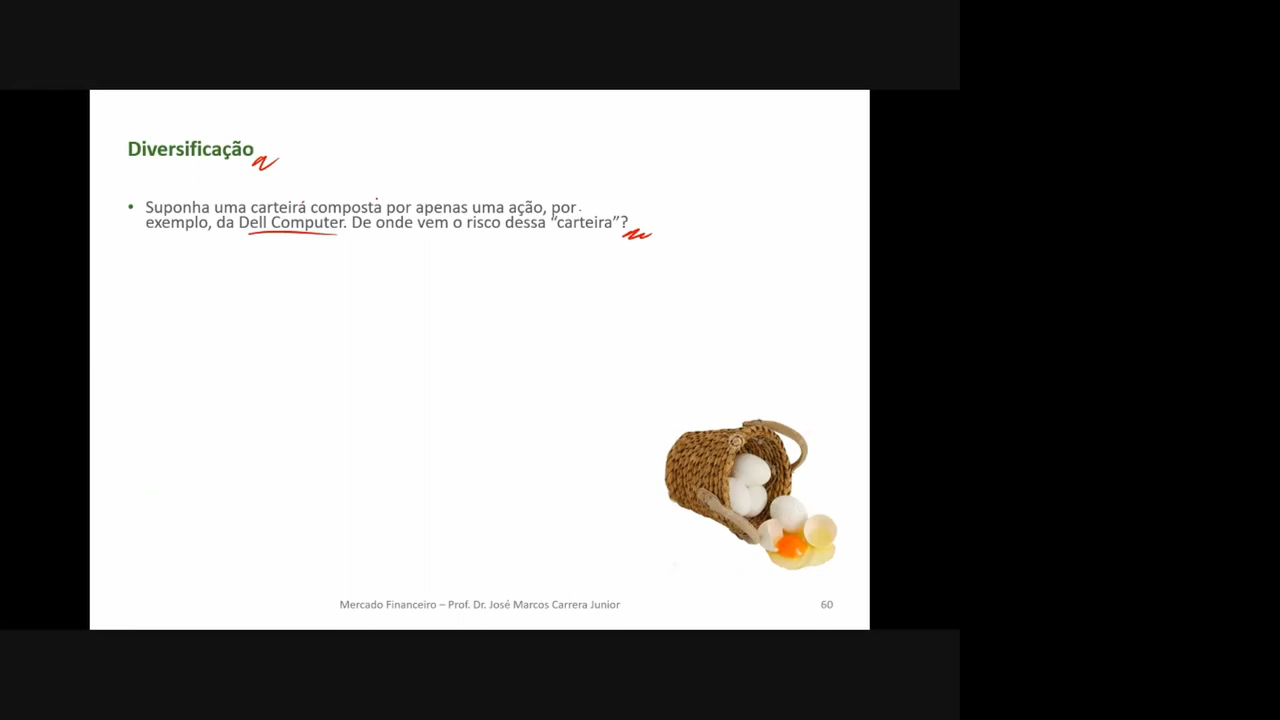 Diversificação
• Suponha uma carteira composta por apenas uma ação, por
exemplo, da Dell Computer. De onde vem o risco dessa “carteira”?
Mercado Financeiro – Prof. Dr. José Marcos Carrera Junior
60